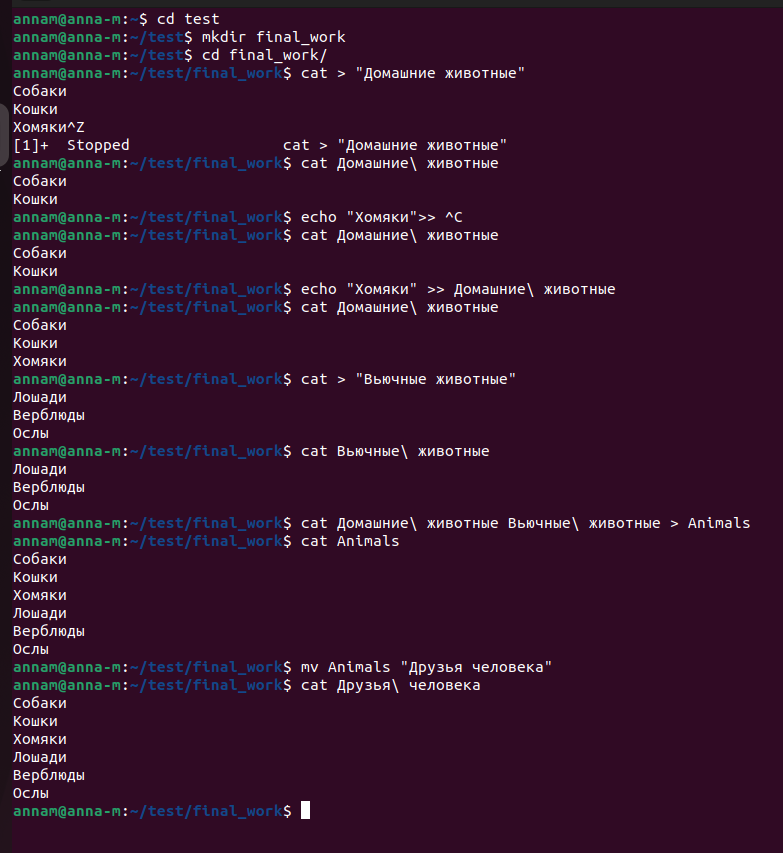 annam@anna-m:~$ cd test
annam@anna-m:~/test$ mkdir final_work
annam@anna-m:~/test$ cd final_work/
annam@anna-m:~/test/final_work$ cat > "Домашние животные"
Собаки
Кошки
Хомяки^Z
[1]+  Stopped                 cat > "Домашние животные"
annam@anna-m:~/test/final_work$ cat Домашние\ животные
Собаки
Кошки
annam@anna-m:~/test/final_work$ echo "Хомяки">> ^C
annam@anna-m:~/test/final_work$ cat Домашние\ животные
Собаки
Кошки
annam@anna-m:~/test/final_work$ echo "Хомяки" >> Домашние\ животные
annam@anna-m:~/test/final_work$ cat Домашние\ животные
Собаки
Кошки
Хомяки
annam@anna-m:~/test/final_work$ cat > "Вьючные животные"
Лошади
Верблюды
Ослы
annam@anna-m:~/test/final_work$ cat Вьючные\ животные
Лошади
Верблюды
Ослы
annam@anna-m:~/test/final_work$ cat Домашние\ животные Вьючные\ животные > Animals
annam@anna-m:~/test/final_work$ cat Animals
Собаки
Кошки
Хомяки
Лошади
Верблюды
Ослы
annam@anna-m:~/test/final_work$ mv Animals "Друзья человека"
annam@anna-m:~/test/final_work$ cat Друзья\ человека
Собаки
Кошки
Хомяки
Лошади
Верблюды
Ослы
annam@anna-m:~/test/final_work$